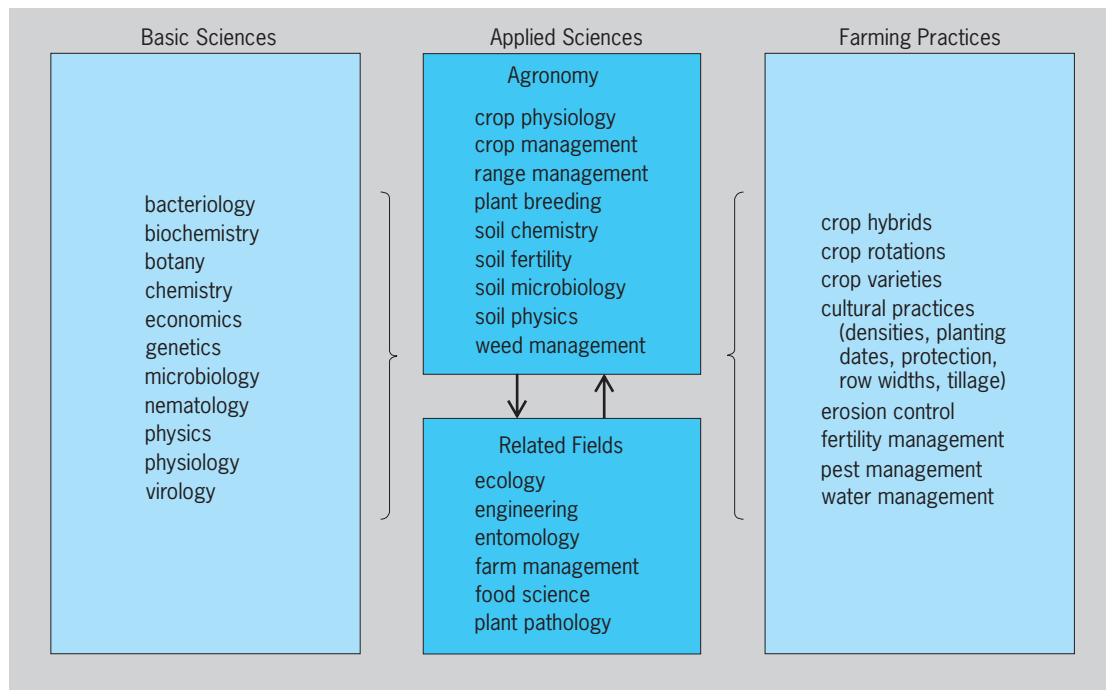 Basic Sciences
bacteriology
biochemistry
botany
chemistry
economics
genetics
microbiology
nematology
physics
physiology
virology
Applied Sciences
Agronomy
crop physiology
crop management
range management
plant breeding
soil chemistry
soil fertility
soil microbiology
soil physics
weed management
Related Fields
ecology
engineering
entomology
farm management
food science
plant pathology
Farming Practices
crop hybrids
crop rotations
crop varieties
cultural practices
(densities, planting
dates, protection,
row widths, tillage)
erosion control
fertility management
pest management
water management